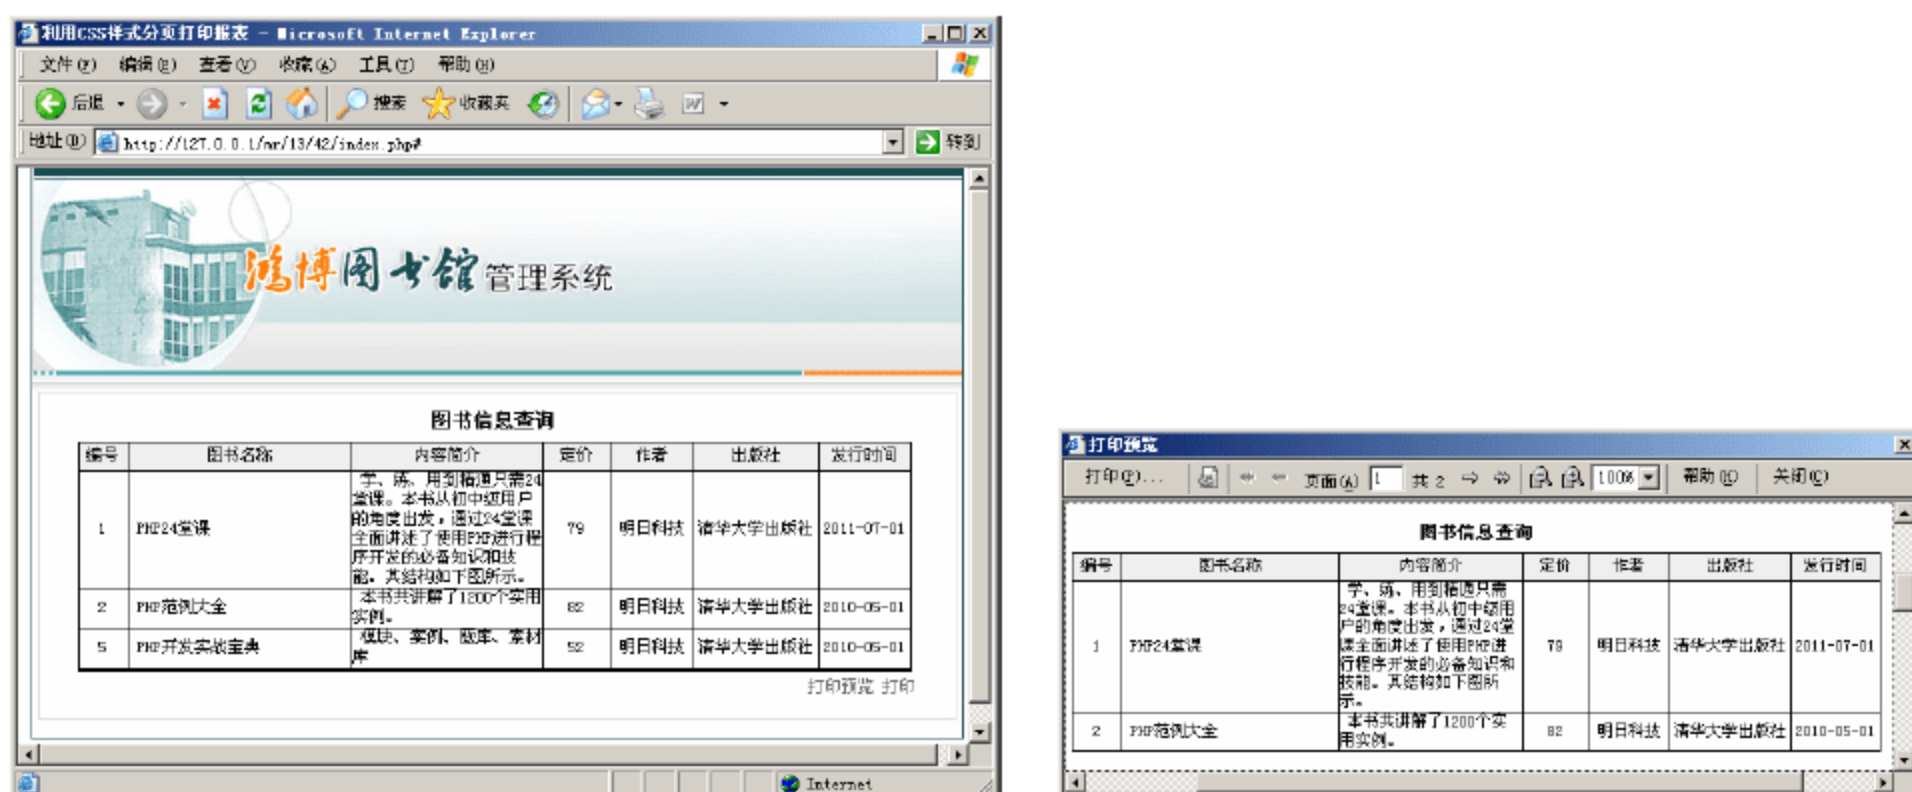 利用CSS样式分页打印报表 - Microsoft Internet Explorer
文件(F) 编辑(E) 查看(V) 收藏(A) 工具(T) 帮助(H)
后退 搜索 收藏夹
地址(D) http://127.0.0.1/mr/13/42/index.php# 转到
鸿博图书馆管理系统
图书信息查询
编号 图书名称 内容简介 定价 作者 出版社 发行时间
学、练、用到精通只需24
堂课。本书从初中级用户
的角度出发，通过24堂课
1 PHP24堂课 全面讲述了使用PHP进行程 79 明日科技 清华大学出版社 2011-07-01
序开发的必备知识和技
能。其结构如下图所示。
2 PHP范例大全 本书共讲解了1200个实用 82 明日科技 清华大学出版社 2010-05-01
实例。
5 PHP开发实战宝典 模块、案例、题库、素材 52 明日科技 清华大学出版社 2010-05-01
库
打印预览 打印
Internet
打印预览
打印(P)... 页面(A) 1 共 2 100% 帮助(H) 关闭(C)
图书信息查询
编号 图书名称 内容简介 定价 作者 出版社 发行时间
学、练、用到精通只需
24堂课。本书从初中级用
户的角度出发，通过24堂
1 PHP24堂课 课全面讲述了使用PHP进 79 明日科技 清华大学出版社 2011-07-01
行程序开发的必备知识和
技能。其结构如下图所
示。
2 PHP范例大全 本书共讲解了1200个实 82 明日科技 清华大学出版社 2010-05-01
用实例。